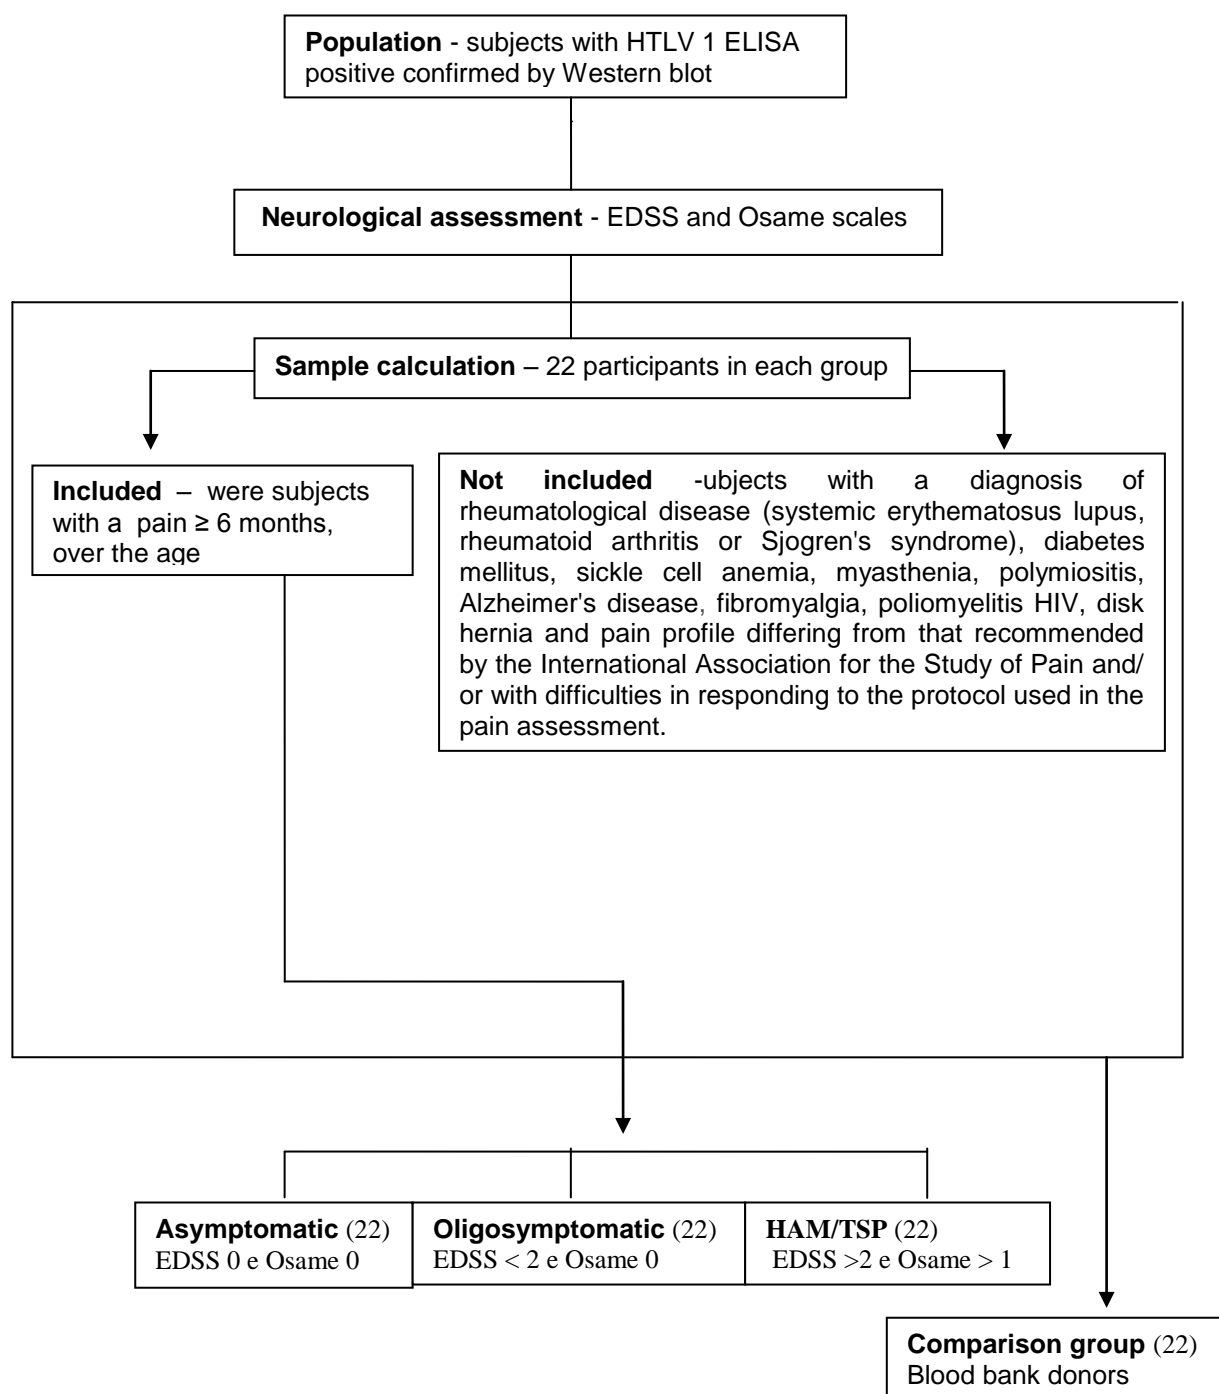 Population - subjects with HTLV 1 ELISA
positive confirmed by Western blot
Neurological assessment - EDSS and Osame scales
Sample calculation – 22 participants in each group
Included – were subjects
with a pain ≥ 6 months,
over the age
Not included -ubjects with a diagnosis of
rheumatological disease (systemic erythematosus lupus,
rheumatoid arthritis or Sjogren's syndrome), diabetes
mellitus, sickle cell anemia, myasthenia, polymiositis,
Alzheimer's disease, fibromyalgia, poliomyelitis HIV, disk
hernia and pain profile differing from that recommended
by the International Association for the Study of Pain and/
or with difficulties in responding to the protocol used in the
pain assessment.
Asymptomatic (22)
EDSS 0 e Osame 0
Oligosymptomatic (22)
EDSS < 2 e Osame 0
HAM/TSP (22)
EDSS >2 e Osame > 1
Comparison group (22)
Blood bank donors